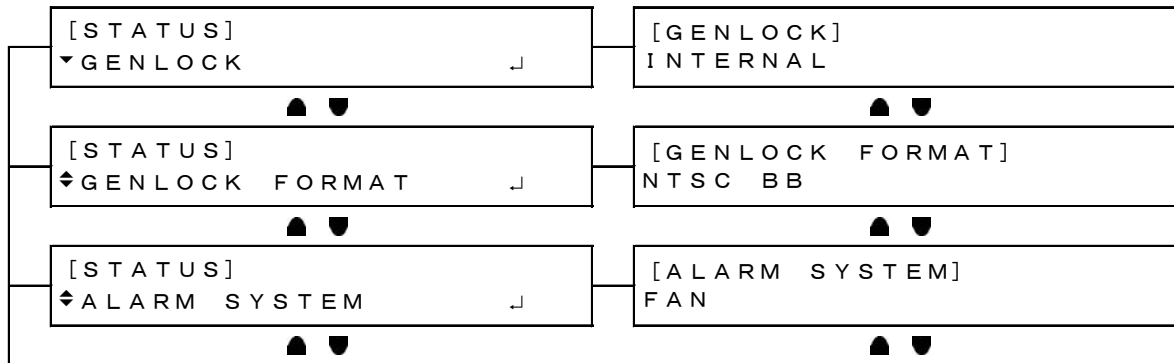 [STATUS]
▼GENLOCK ↵
[GENLOCK]
INTERNAL
[STATUS]
♦GENLOCK FORMAT ↵
[GENLOCK FORMAT]
NTSC BB
[STATUS]
♦ALARM SYSTEM ↵
[ALARM SYSTEM]
FAN